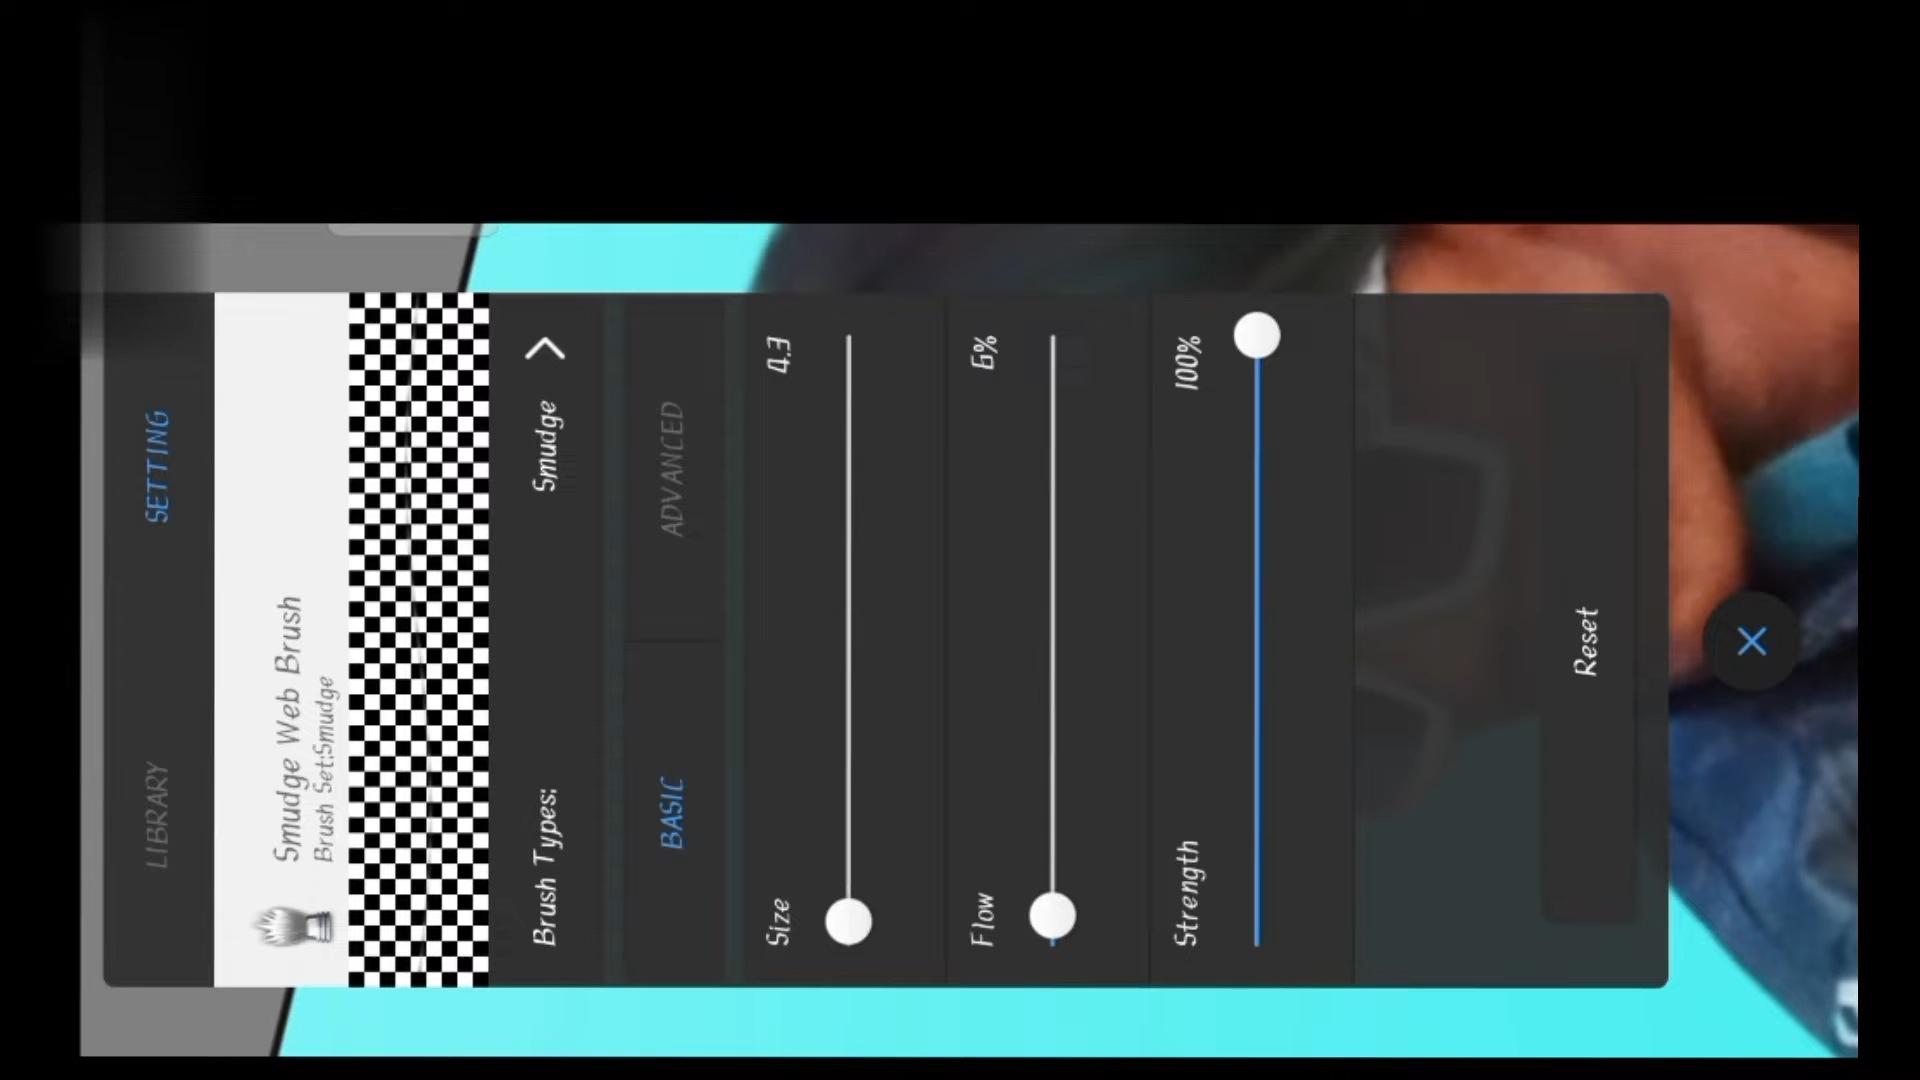 LIBRARY SETTING
Smudge Web Brush
Brush Set:Smudge
Brush Types: Smudge
BASIC ADVANCED
Size 4.3
Flow 6%
Strength 100%
Reset